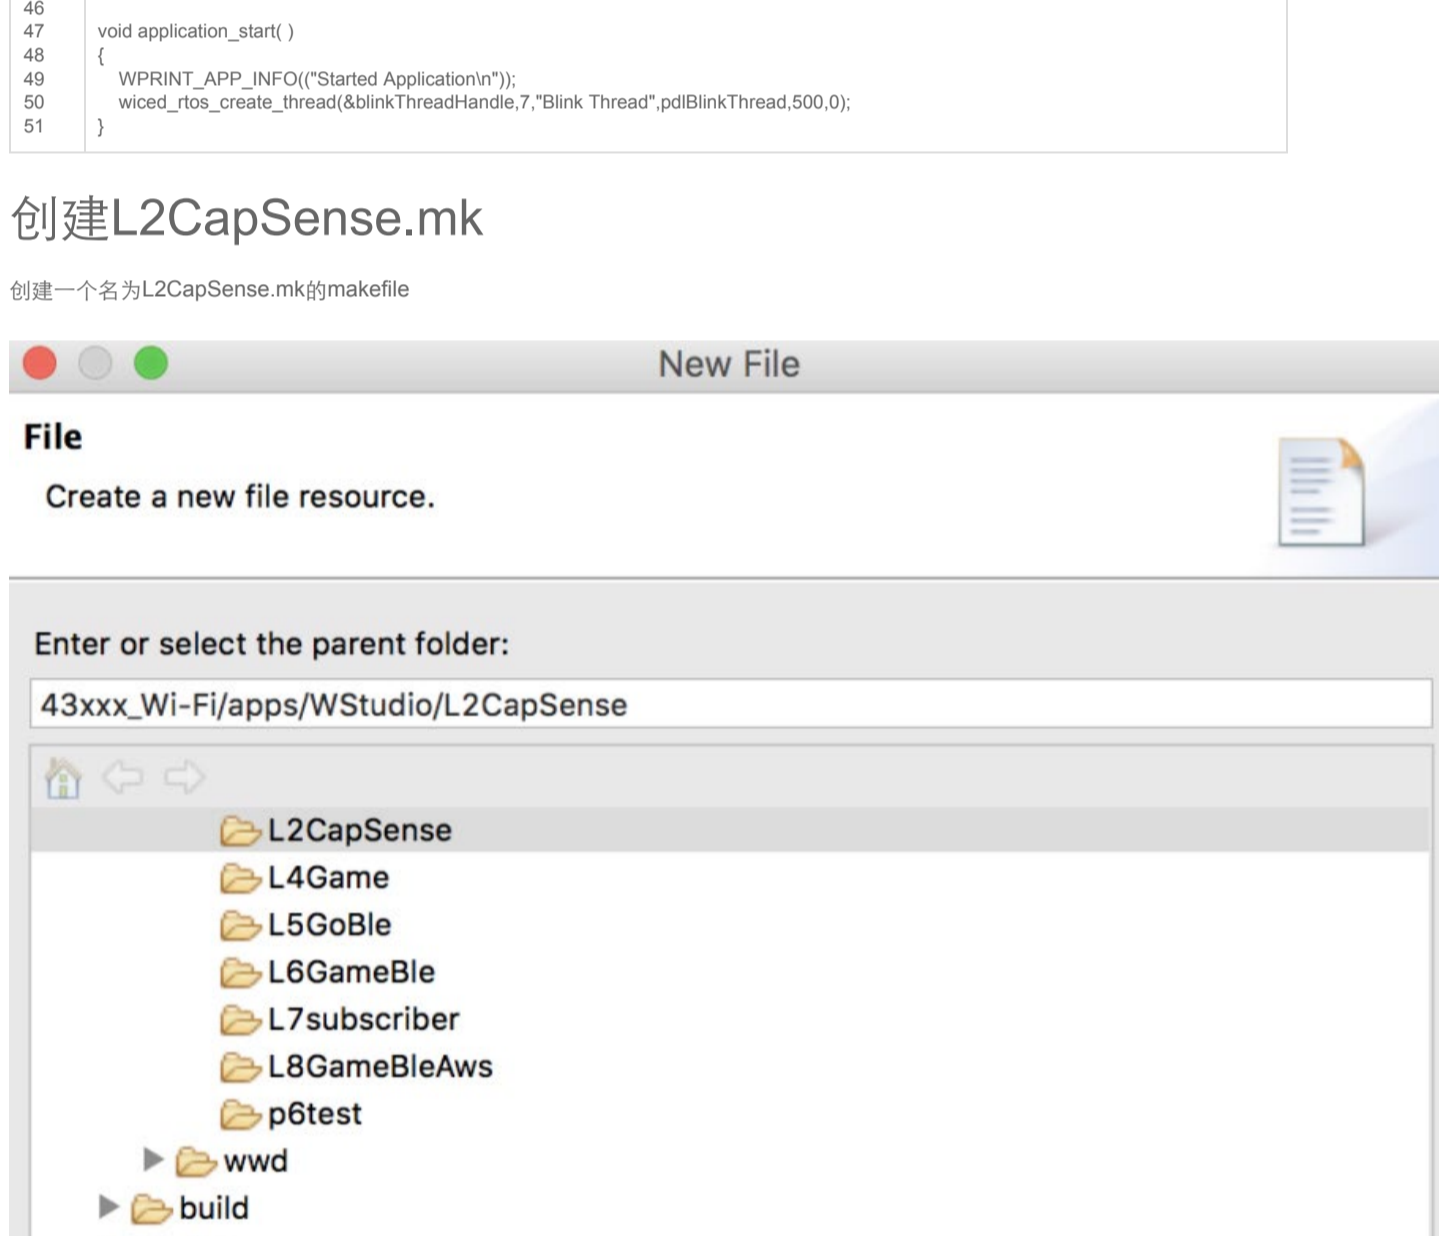 46
47 void application_start( )
48 {
49 WPRINT_APP_INFO(("Started Application\n"));
50 wiced_rtos_create_thread(&blinkThreadHandle,7,"Blink Thread",pdlBlinkThread,500,0);
51 }
创建L2CapSense.mk
创建一个名为L2CapSense.mk的makefile
New File
File
Create a new file resource.
Enter or select the parent folder:
43xxx_Wi-Fi/apps/WStudio/L2CapSense
L2CapSense
L4Game
L5GoBle
L6GameBle
L7subscriber
L8GameBleAws
p6test
wwd
build